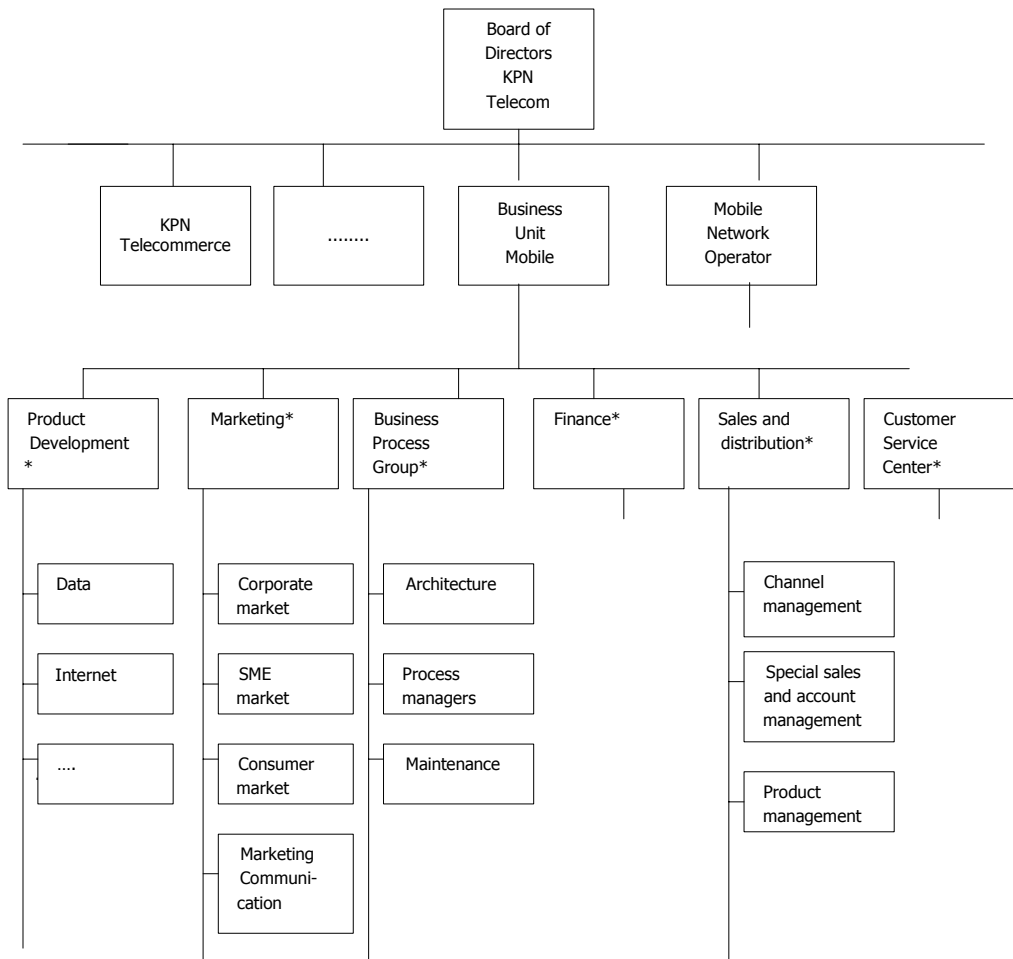 Board of
Directors
KPN
Telecom
KPN
Telecommerce
........
Business
Unit
Mobile
Mobile
Network
Operator
Product
Development
*
Marketing*
Business
Process
Group*
Finance*
Sales and
distribution*
Customer
Service
Center*
Data
Internet
....
Corporate
market
SME
market
Consumer
market
Marketing
Communi-
cation
Architecture
Process
managers
Maintenance
Channel
management
Special sales
and account
management
Product
management